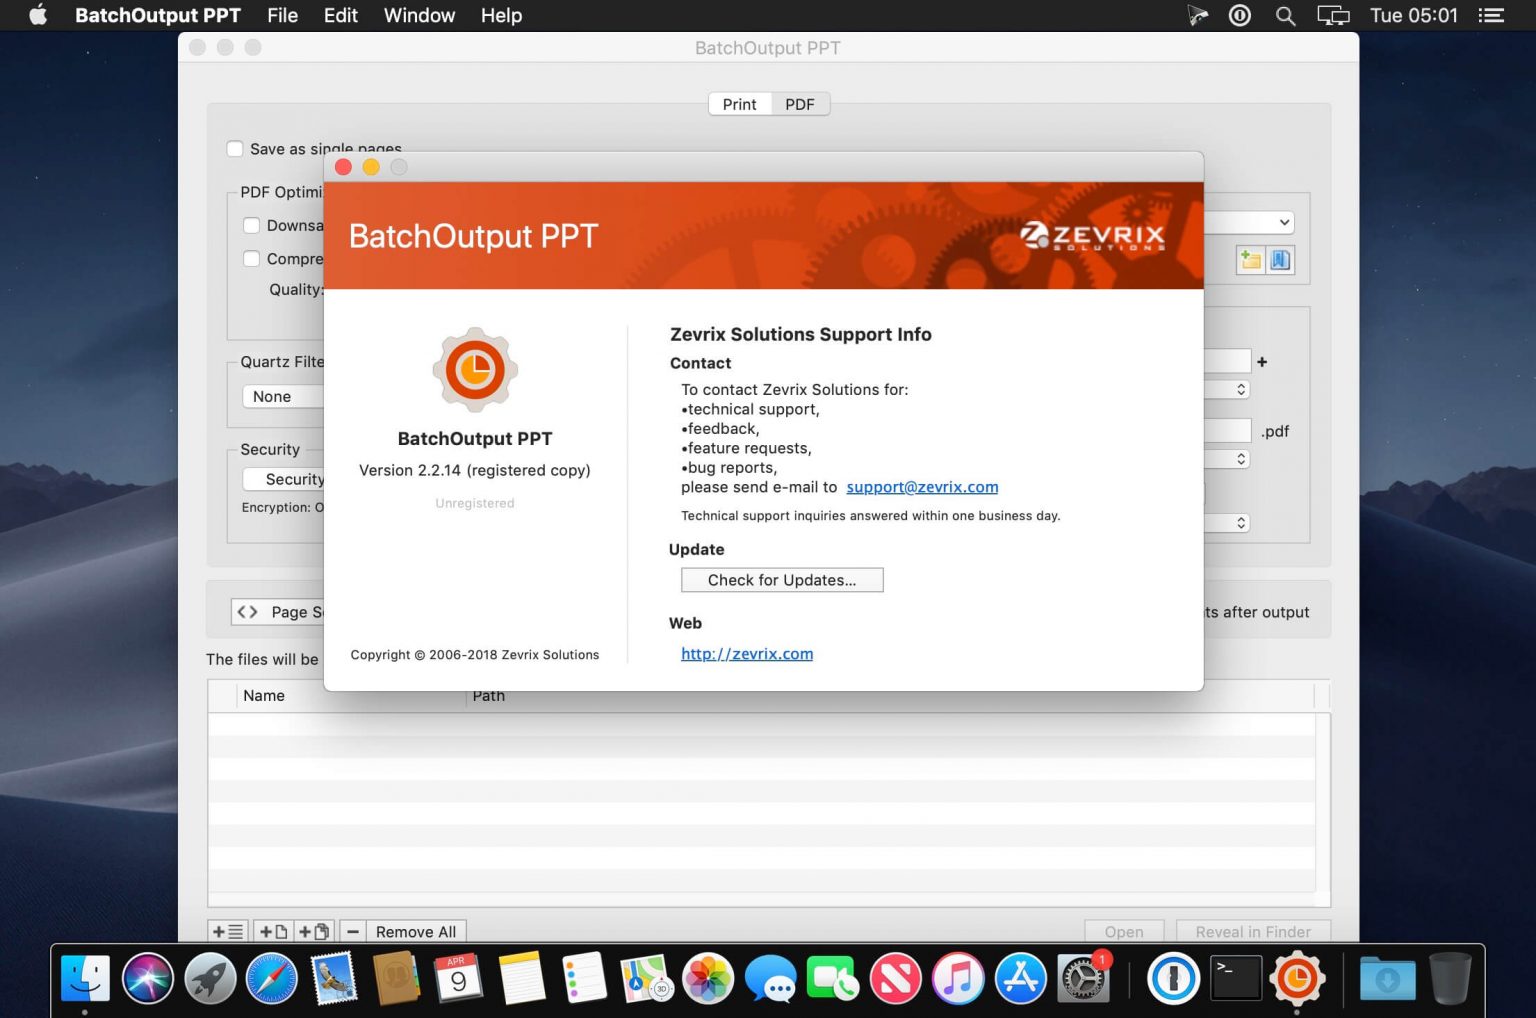 BatchOutput PPT File Edit Window Help Tue 05:01
BatchOutput PPT
Print PDF
Save as single pages
PDF Optimi
Downsa
Compre
Quality:
Quartz Filte
None
Security
Security
Encryption: O
Page S
The files will be
BatchOutput PPT
ZEVRIX
SOLUTIONS
BatchOutput PPT
Version 2.2.14 (registered copy)
Unregistered
Copyright © 2006-2018 Zevrix Solutions
Zevrix Solutions Support Info
Contact
To contact Zevrix Solutions for:
•technical support,
•feedback,
•feature requests,
•bug reports,
please send e-mail to support@zevrix.com
Technical support inquiries answered within one business day.
Update
Check for Updates...
Web
http://zevrix.com
+
.pdf
ts after output
Name Path
Remove All Open Reveal in Finder
APR
9
3D
1
>_